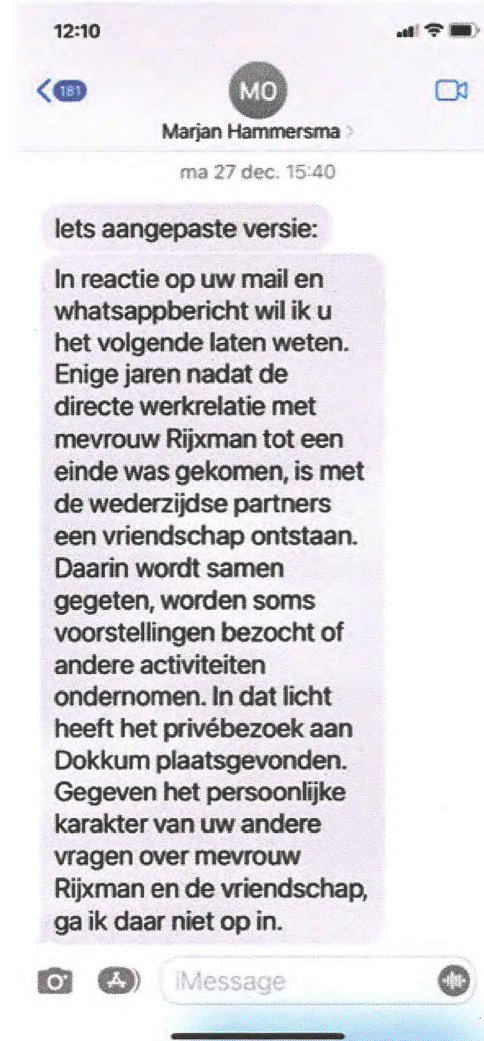 12:10
181
MO
Marjan Hammersma
ma 27 dec. 15:40
Iets aangepaste versie:
In reactie op uw mail en
whatsappbericht wil ik u
het volgende laten weten.
Enige jaren nadat de
directe werkrelatie met
mevrouw Rijxman tot een
einde was gekomen, is met
de wederzijdse partners
een vriendschap ontstaan.
Daarin wordt samen
gegeten, worden soms
voorstellingen bezocht of
andere activiteiten
ondernomen. In dat licht
heeft het privébezoek aan
Dokkum plaatsgevonden.
Gegeven het persoonlijke
karakter van uw andere
vragen over mevrouw
Rijxman en de vriendschap,
ga ik daar niet op in.
iMessage